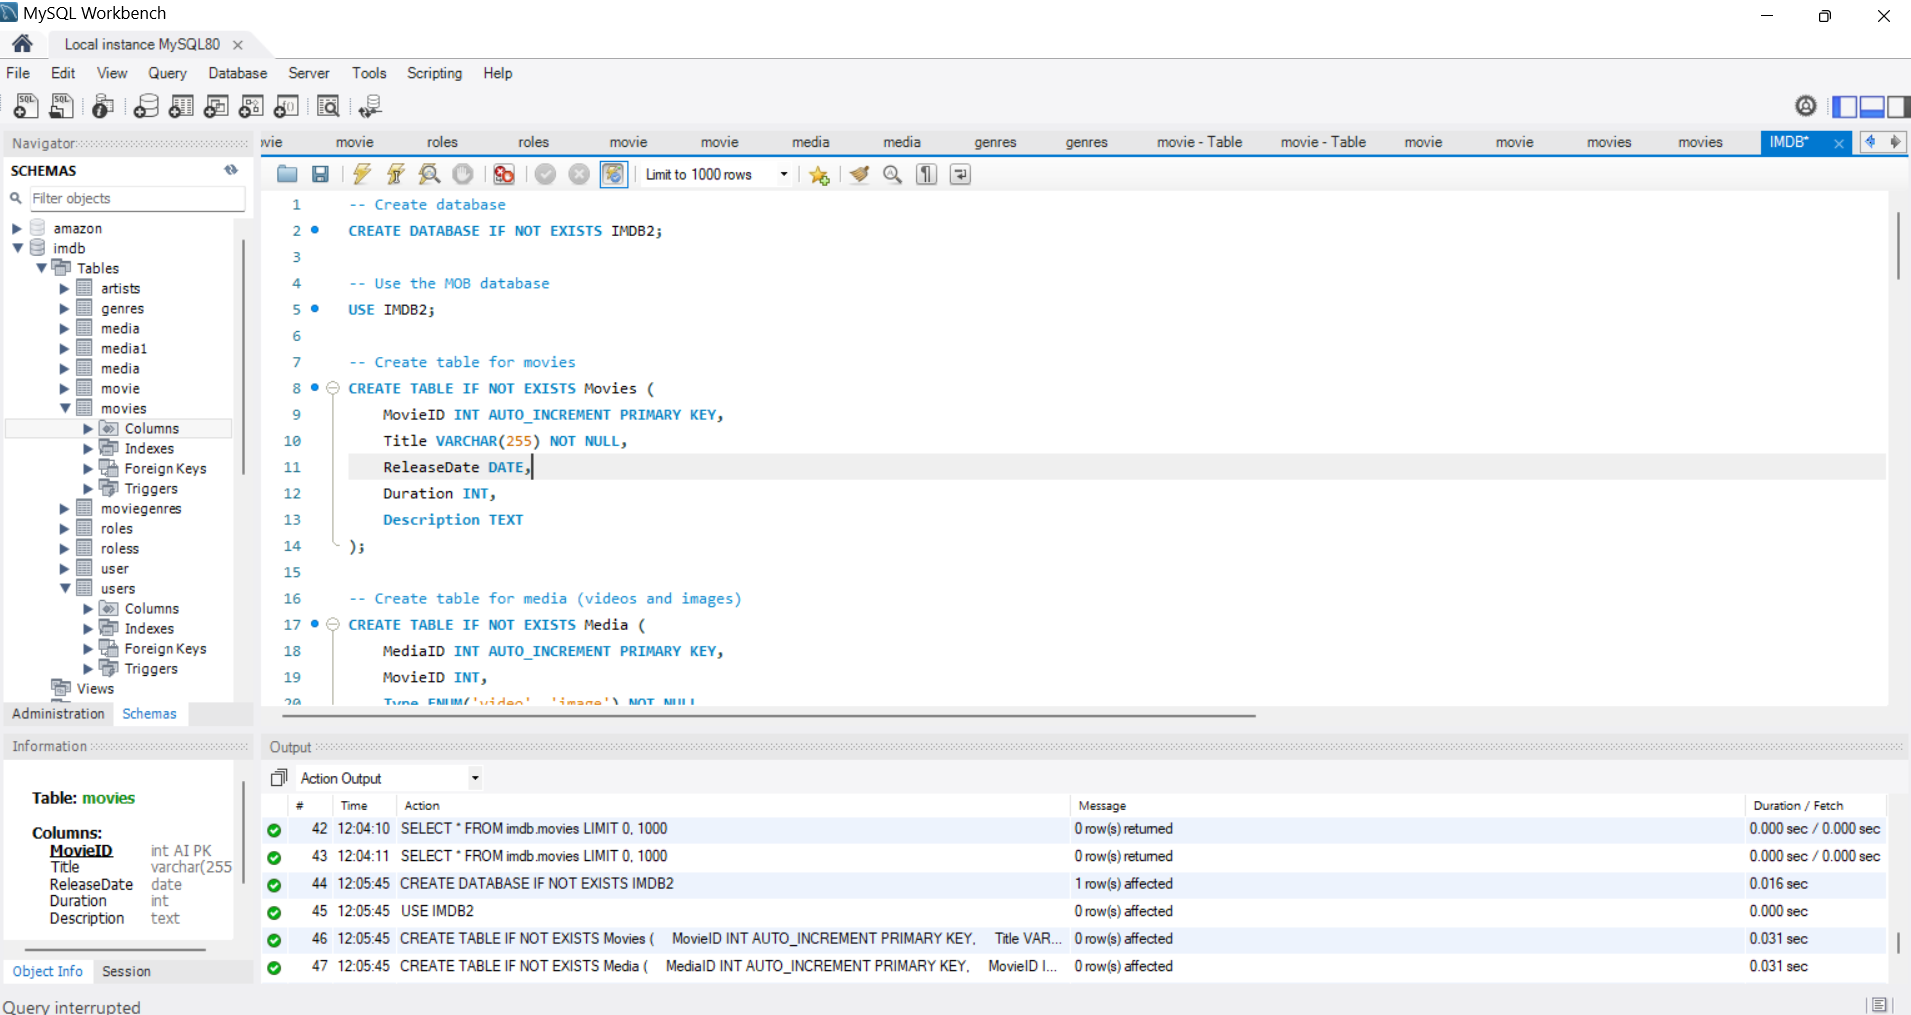 MySQL Workbench
Local instance MySQL80
File Edit View Query Database Server Tools Scripting Help
Navigator
SCHEMAS
Filter objects
amazon
imdb
Tables
artists
genres
media
media1
media
movie
movies
Columns
Indexes
Foreign Keys
Triggers
moviegenres
roles
roless
user
users
Columns
Indexes
Foreign Keys
Triggers
Views
Administration Schemas
Information
Table: movies
Columns:
MovieID int AI PK
Title varchar(255
ReleaseDate date
Duration int
Description text
Object Info Session
Query interrupted
ovie movie roles roles movie movie media media genres genres movie - Table movie - Table movie movie movies movies IMDB*
Limit to 1000 rows
1 -- Create database
2 CREATE DATABASE IF NOT EXISTS IMDB2;
3
4 -- Use the MOB database
5 USE IMDB2;
6
7 -- Create table for movies
8 CREATE TABLE IF NOT EXISTS Movies (
9 MovieID INT AUTO_INCREMENT PRIMARY KEY,
10 Title VARCHAR(255) NOT NULL,
11 ReleaseDate DATE,
12 Duration INT,
13 Description TEXT
14 );
15
16 -- Create table for media (videos and images)
17 CREATE TABLE IF NOT EXISTS Media (
18 MediaID INT AUTO_INCREMENT PRIMARY KEY,
19 MovieID INT,
20 Type ENUM('video', 'image') NOT NULL
Output
Action Output
# Time Action Message Duration / Fetch
42 12:04:10 SELECT * FROM imdb.movies LIMIT 0, 1000 0 row(s) returned 0.000 sec / 0.000 sec
43 12:04:11 SELECT * FROM imdb.movies LIMIT 0, 1000 0 row(s) returned 0.000 sec / 0.000 sec
44 12:05:45 CREATE DATABASE IF NOT EXISTS IMDB2 1 row(s) affected 0.016 sec
45 12:05:45 USE IMDB2 0 row(s) affected 0.000 sec
46 12:05:45 CREATE TABLE IF NOT EXISTS Movies ( MovieID INT AUTO_INCREMENT PRIMARY KEY, Title VAR... 0 row(s) affected 0.031 sec
47 12:05:45 CREATE TABLE IF NOT EXISTS Media ( MediaID INT AUTO_INCREMENT PRIMARY KEY, MovieID I... 0 row(s) affected 0.031 sec